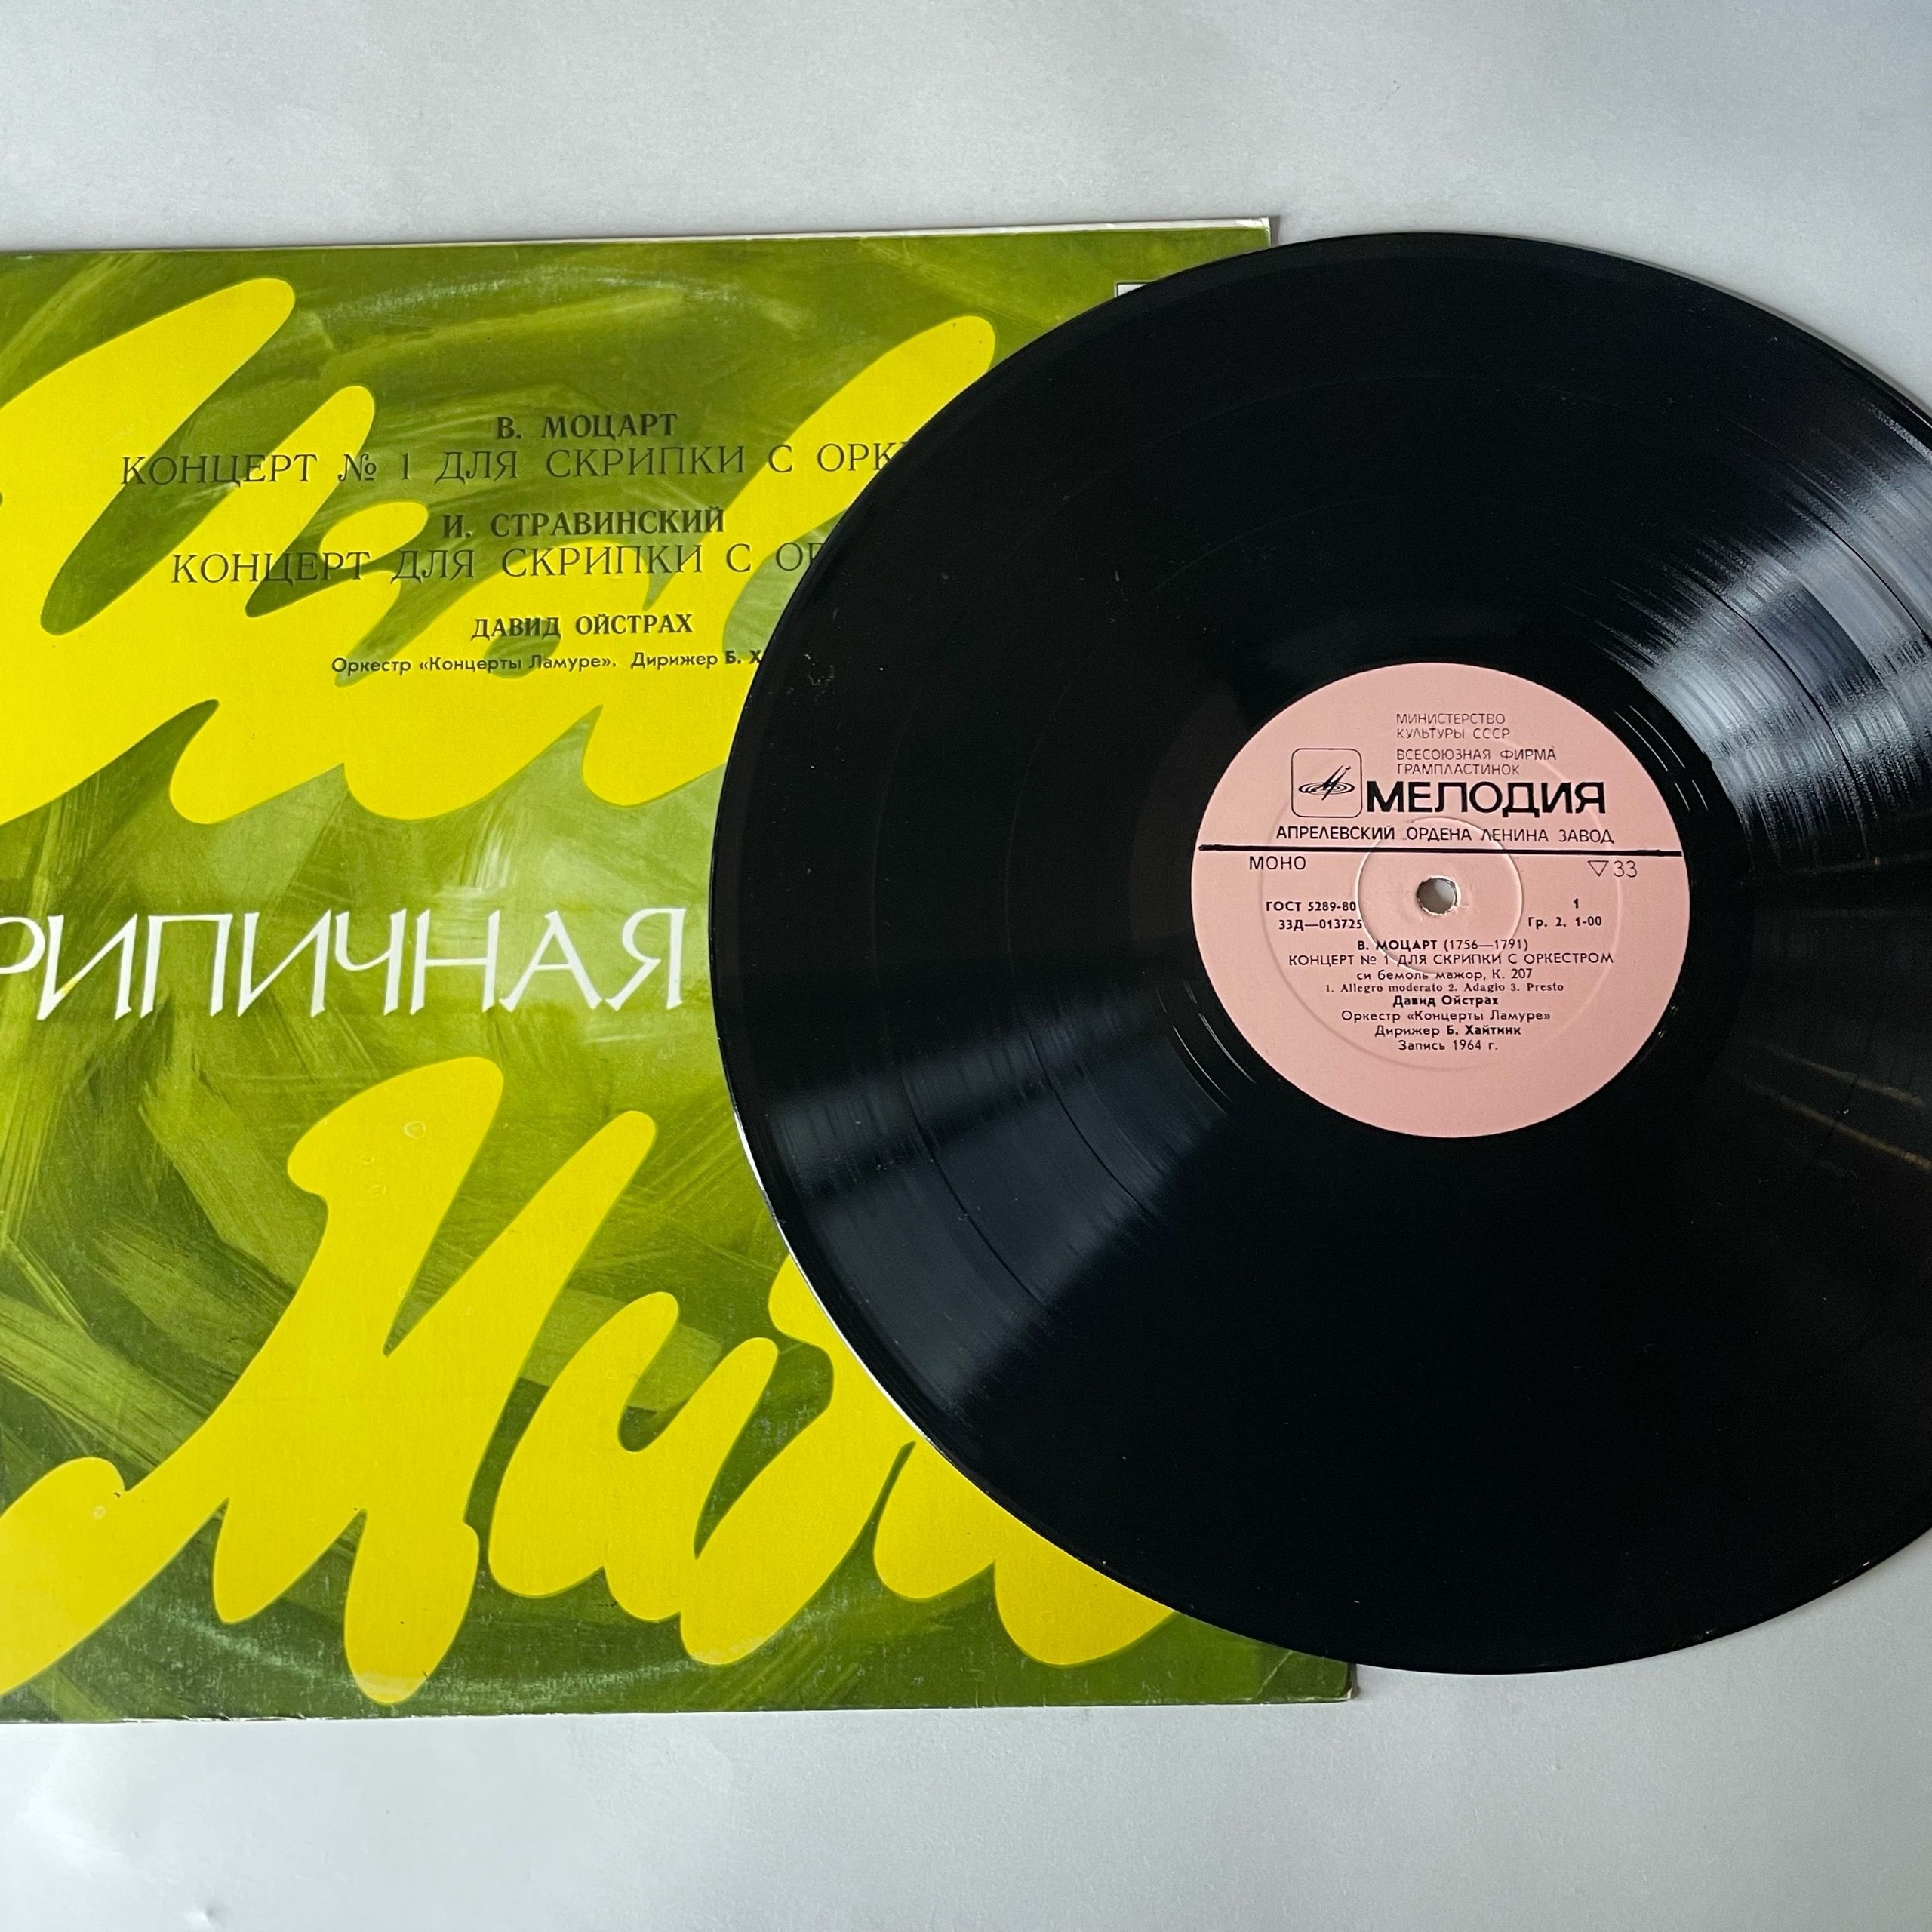 В. МОЦАРТ
КОНЦЕРТ № 1 ДЛЯ СКРИПКИ С
И. СТРАВИНСКИЙ
КОНЦЕРТ ДЛЯ СКРИПКИ С
ДАВИД ОЙСТРАХ
Оркестр «Концерты Ламуре». Дирижер Б.
МИНИСТЕРСТВО
КУЛЬТУРЫ СССР
ВСЕСОЮЗНАЯ ФИРМА
ГРАМПЛАСТИНОК
МЕЛОДИЯ
АПРЕЛЕВСКИЙ ОРДЕНА ЛЕНИНА ЗАВОД
МОНО ▽33
ГОСТ 5289-80 1
33Д—013725 Гр. 2. 1-00
В. МОЦАРТ (1756—1791)
КОНЦЕРТ № 1 ДЛЯ СКРИПКИ С ОРКЕСТРОМ
си бемоль мажор, К. 207
1. Allegro moderato 2. Adagio 3. Presto
Давид Ойстрах
Оркестр «Концерты Ламуре»
Дирижер Б. Хайтинк
Запись 1964 г.